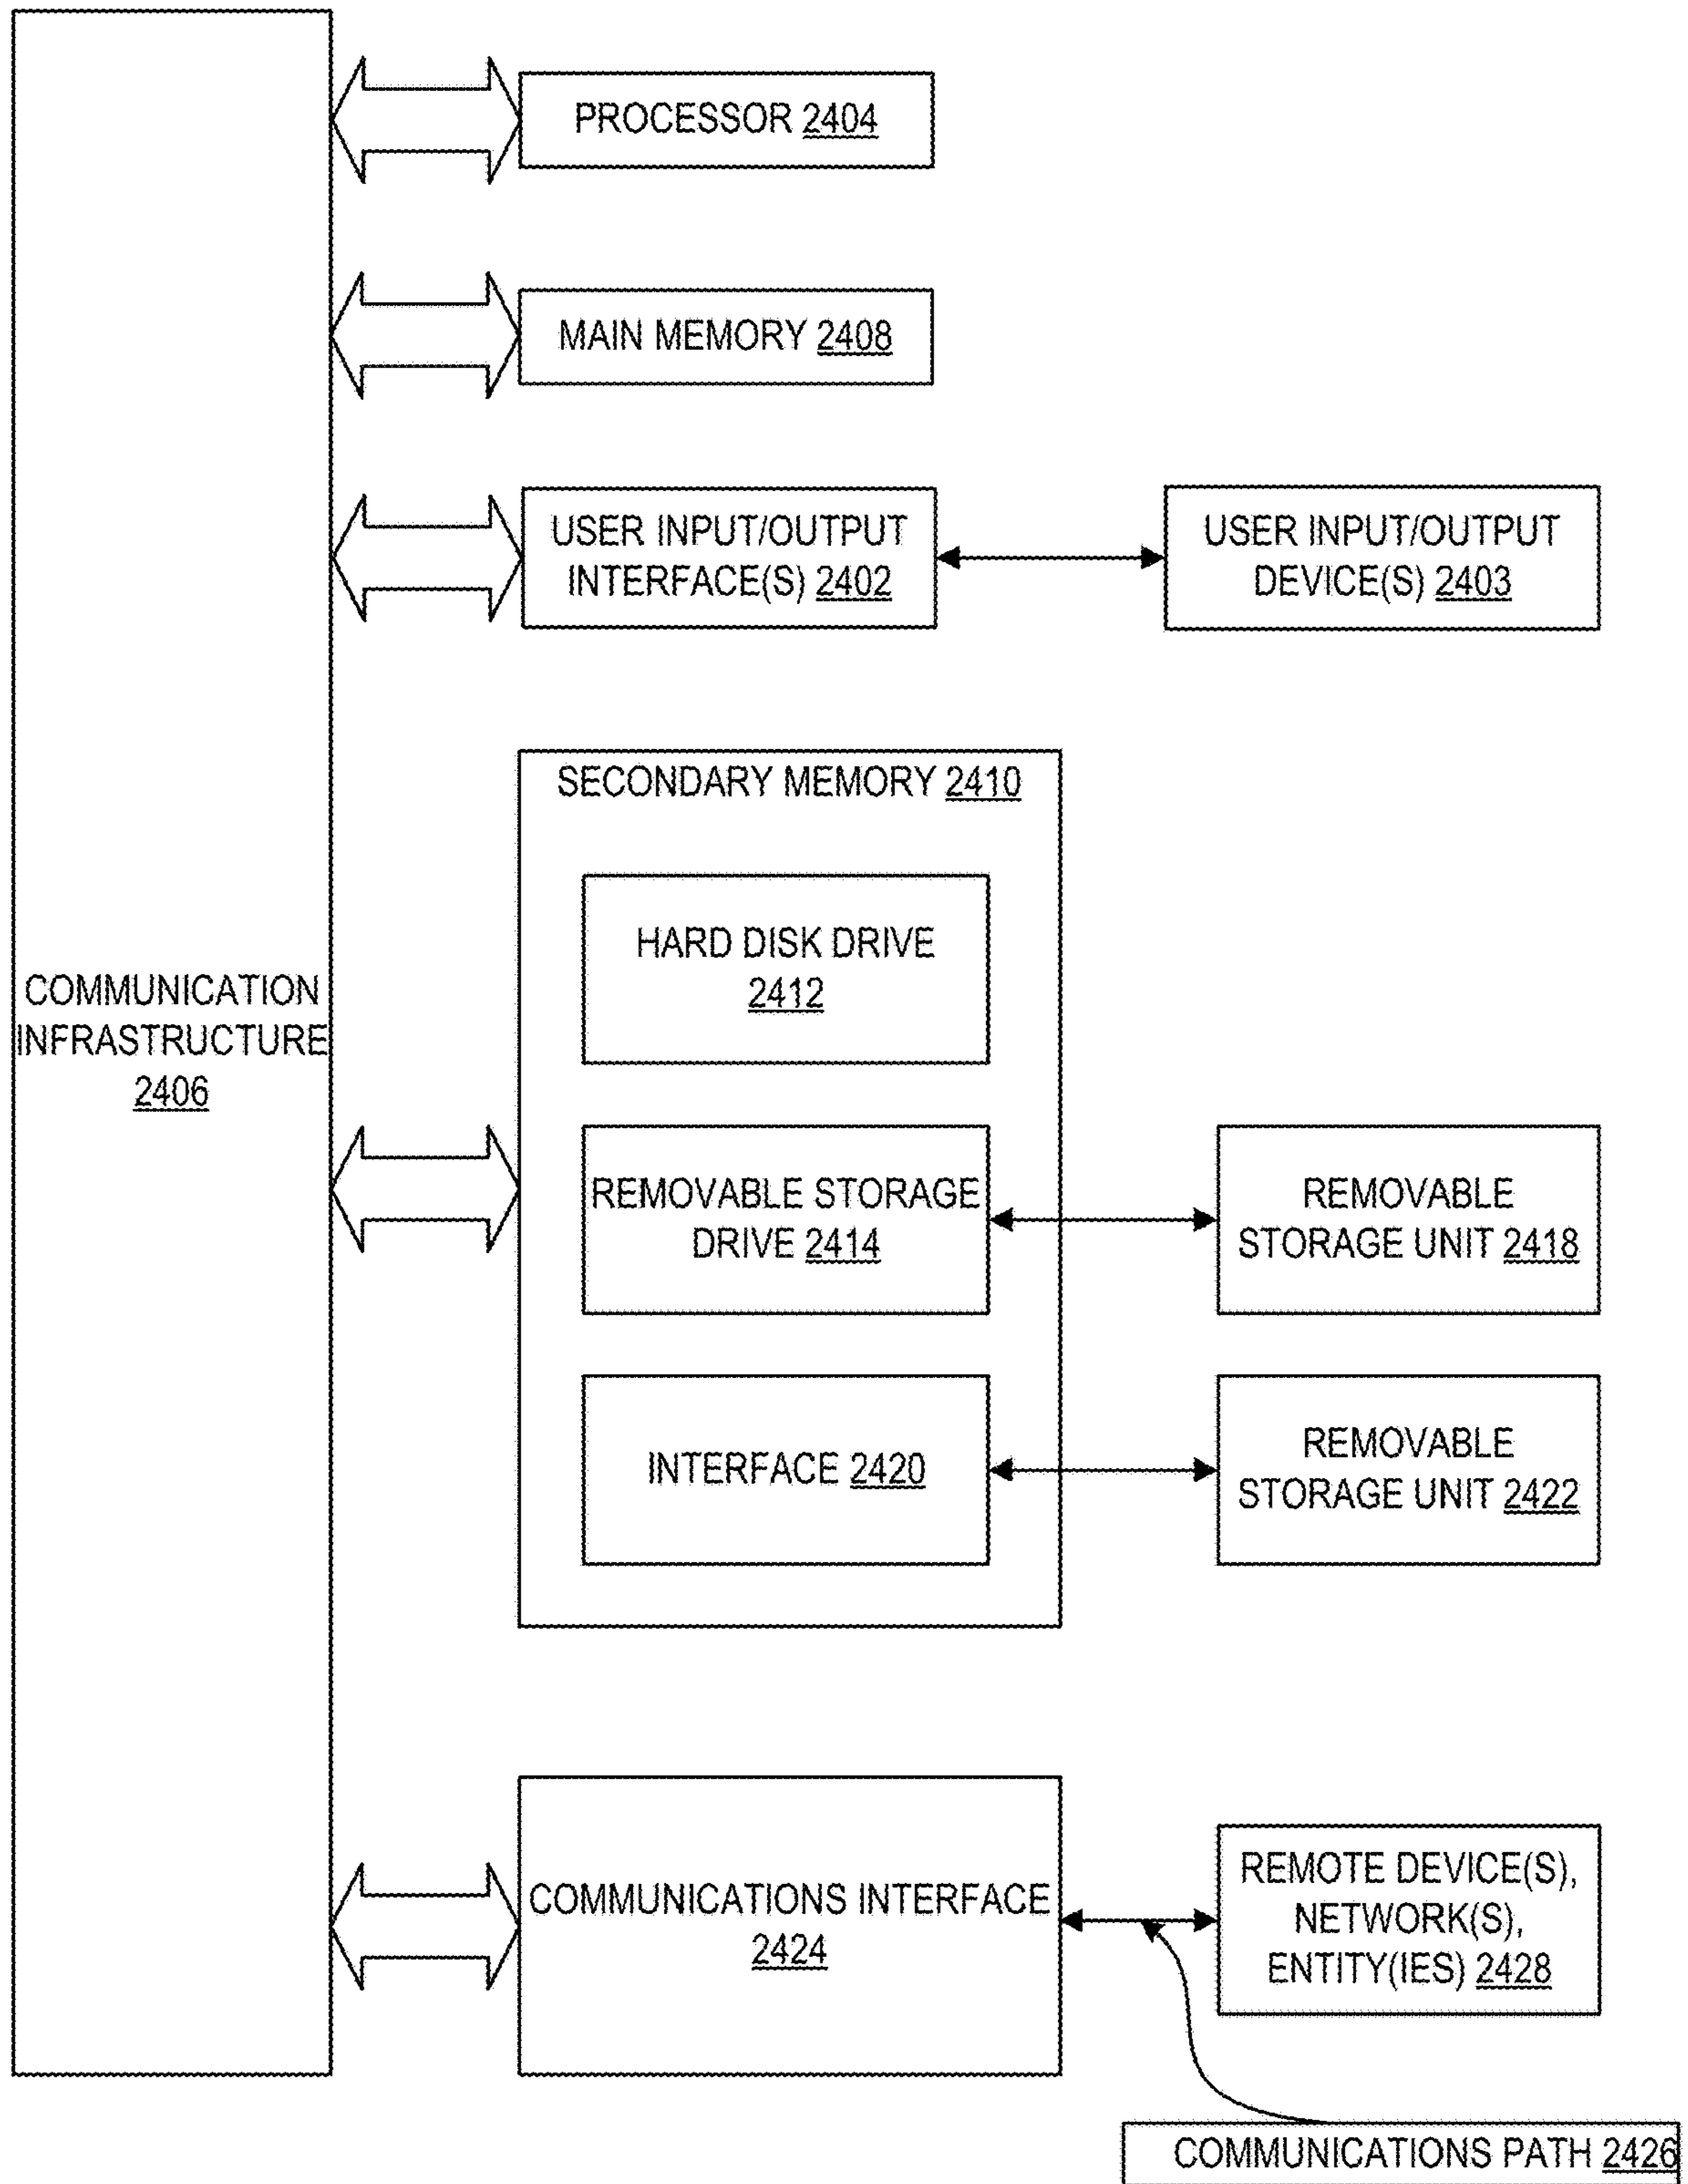 PROCESSOR 2404
MAIN MEMORY 2408
USER INPUT/OUTPUT
INTERFACE(S) 2402
USER INPUT/OUTPUT
DEVICE(S) 2403
COMMUNICATION
INFRASTRUCTURE
2406
SECONDARY MEMORY 2410
HARD DISK DRIVE
2412
REMOVABLE STORAGE
DRIVE 2414
REMOVABLE
STORAGE UNIT 2418
INTERFACE 2420
REMOVABLE
STORAGE UNIT 2422
COMMUNICATIONS INTERFACE
2424
REMOTE DEVICE(S),
NETWORK(S),
ENTITY(IES) 2428
COMMUNICATIONS PATH 2426